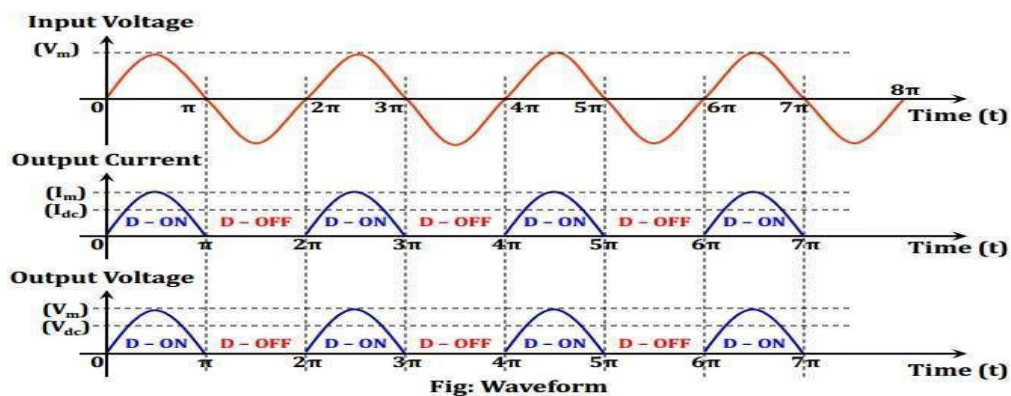 Input Voltage
(Vm)
0 π 2π 3π 4π 5π 6π 7π 8π
Time (t)
Output Current
(Im)
(Idc)
D – ON D – OFF D – ON D – OFF D – ON D – OFF D – ON
0 π 2π 3π 4π 5π 6π 7π Time (t)
Output Voltage
(Vm)
(Vdc)
D – ON D – OFF D – ON D – OFF D – ON D – OFF D – ON
0 π 2π 3π 4π 5π 6π 7π Time (t)
Fig: Waveform